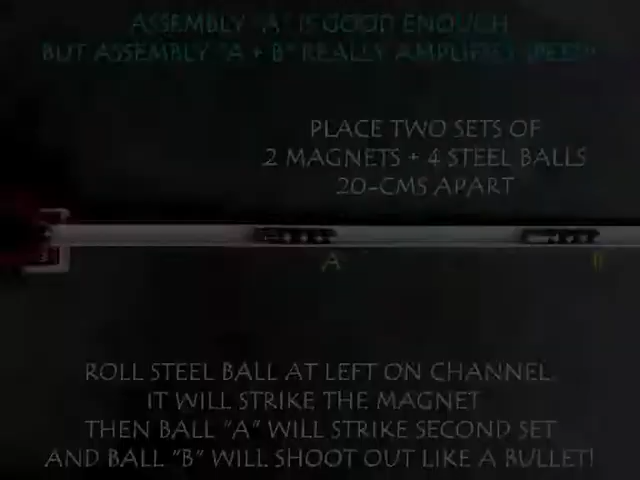 ASSEMBLY "A" IS GOOD ENOUGH
BUT ASSEMBLY "A + B" REALLY AMPLIFIES SPEED!
PLACE TWO SETS OF
2 MAGNETS + 4 STEEL BALLS
20-CMS APART
A
B
ROLL STEEL BALL AT LEFT ON CHANNEL.
IT WILL STRIKE THE MAGNET
THEN BALL "A" WILL STRIKE SECOND SET
AND BALL "B" WILL SHOOT OUT LIKE A BULLET!